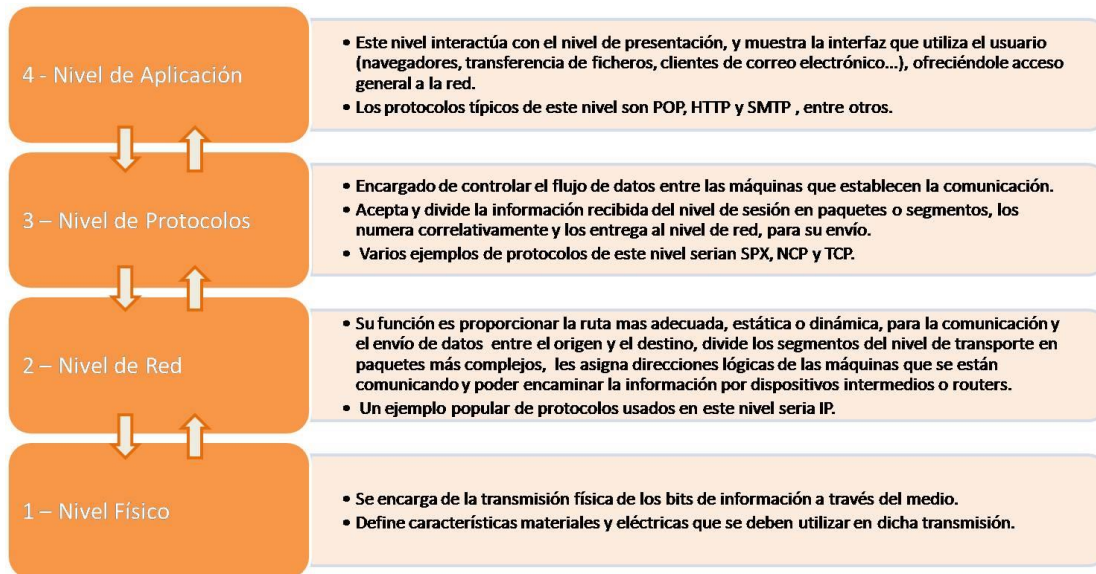 4 - Nivel de Aplicación
• Este nivel interactúa con el nivel de presentación, y muestra la interfaz que utiliza el usuario
(navegadores, transferencia de ficheros, clientes de correo electrónico...), ofreciéndole acceso
general a la red.
• Los protocolos típicos de este nivel son POP, HTTP y SMTP , entre otros.
3 – Nivel de Protocolos
• Encargado de controlar el flujo de datos entre las máquinas que establecen la comunicación.
• Acepta y divide la información recibida del nivel de sesión en paquetes o segmentos, los
numera correlativamente y los entrega al nivel de red, para su envío.
• Varios ejemplos de protocolos de este nivel serian SPX, NCP y TCP.
2 – Nivel de Red
• Su función es proporcionar la ruta mas adecuada, estática o dinámica, para la comunicación y
el envío de datos entre el origen y el destino, divide los segmentos del nivel de transporte en
paquetes más complejos, les asigna direcciones lógicas de las máquinas que se están
comunicando y poder encaminar la información por dispositivos intermedios o routers.
• Un ejemplo popular de protocolos usados en este nivel seria IP.
1 – Nivel Físico
• Se encarga de la transmisión física de los bits de información a través del medio.
• Define características materiales y eléctricas que se deben utilizar en dicha transmisión.